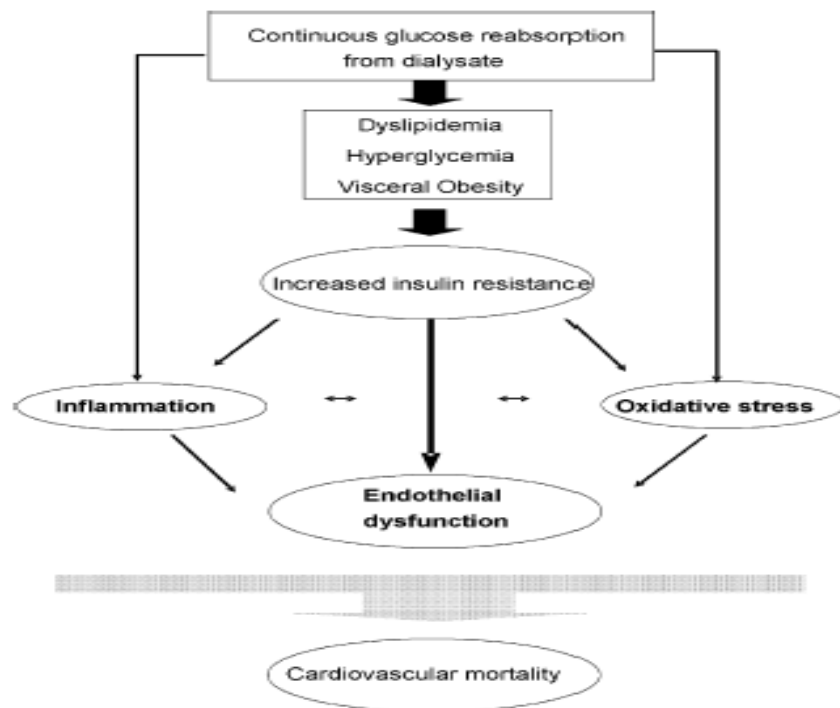 Continuous glucose reabsorption
from dialysate
Dyslipidemia
Hyperglycemia
Visceral Obesity
Increased insulin resistance
Inflammation
Oxidative stress
Endothelial
dysfunction
Cardiovascular mortality